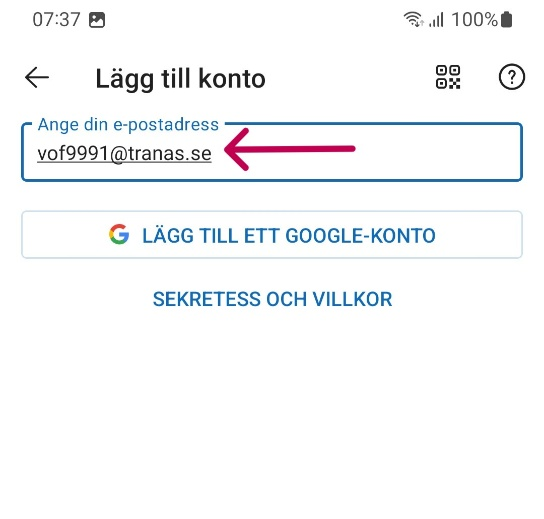 07:37 100%
Lägg till konto
Ange din e-postadress
vof9991@tranas.se
LÄGG TILL ETT GOOGLE-KONTO
SEKRETESS OCH VILLKOR